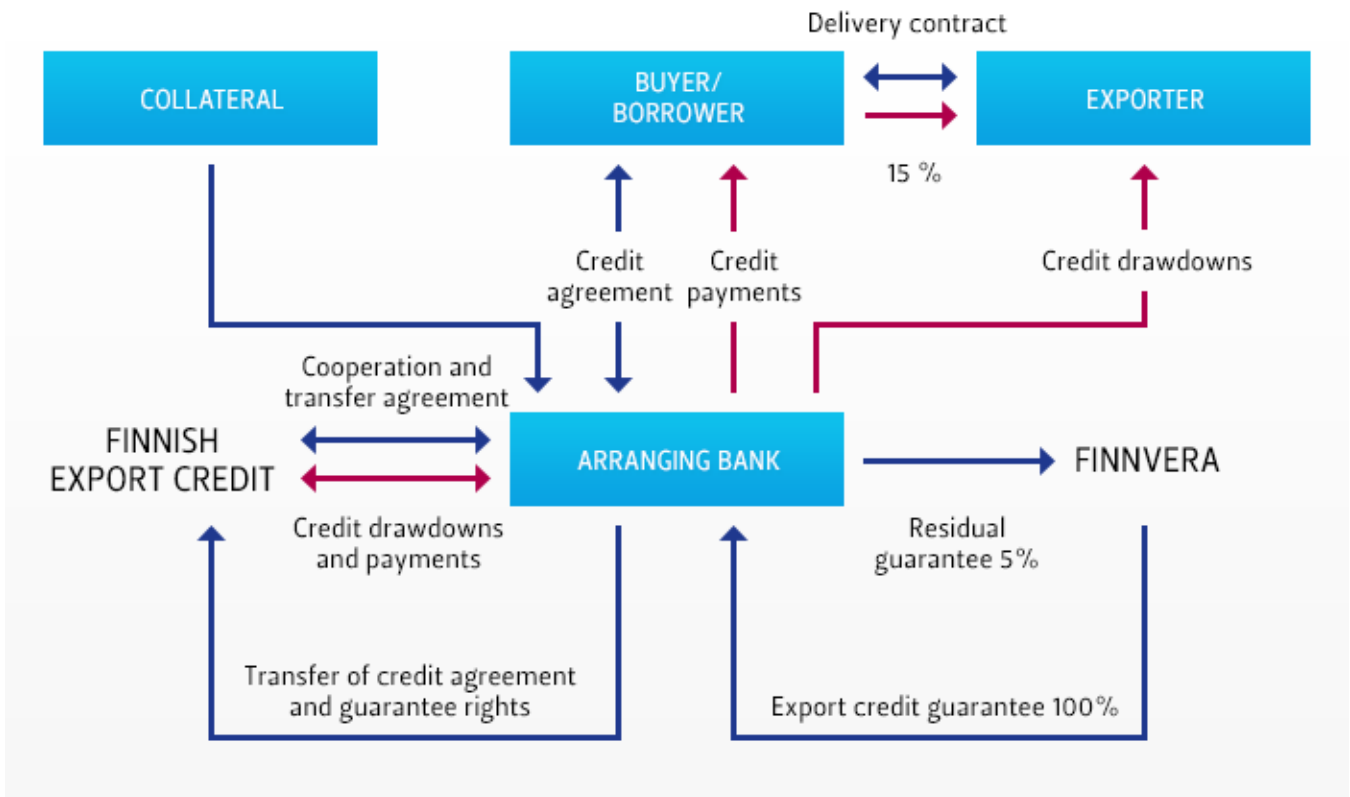 Delivery contract
COLLATERAL
BUYER/
BORROWER
EXPORTER
15 %
Credit
agreement
Credit
payments
Credit drawdowns
Cooperation and
transfer agreement
FINNISH
EXPORT CREDIT
ARRANGING BANK
FINNVERA
Credit drawdowns
and payments
Residual
guarantee 5%
Transfer of credit agreement
and guarantee rights
Export credit guarantee 100%